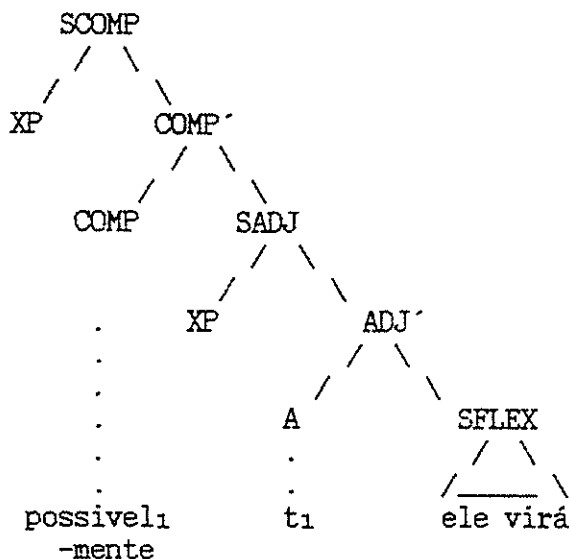 SCOMP
XP COMP´
COMP SADJ
XP ADJ´
A SFLEX
possivel₁ t₁ ele virá
-mente